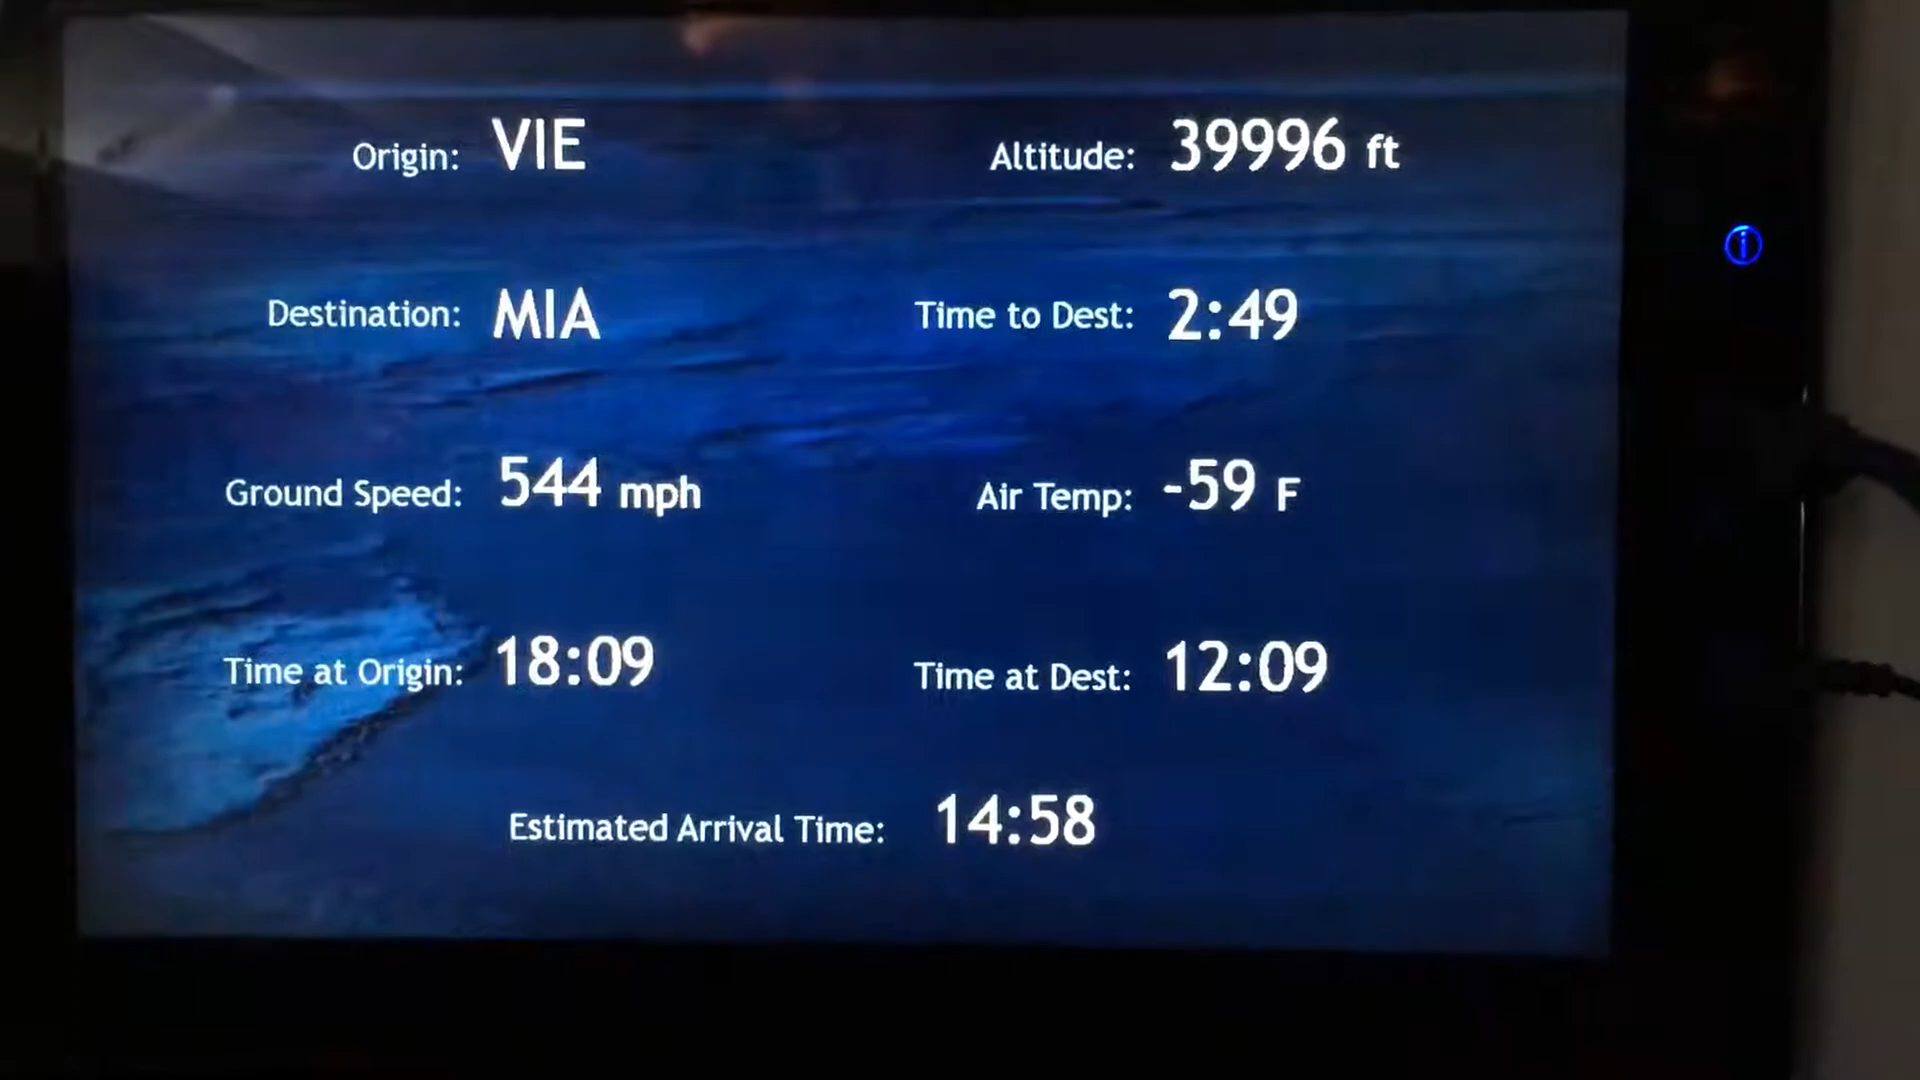 Origin: VIE
Altitude: 39996 ft
Destination: MIA
Time to Dest: 2:49
Ground Speed: 544 mph
Air Temp: -59 F
Time at Origin: 18:09
Time at Dest: 12:09
Estimated Arrival Time: 14:58